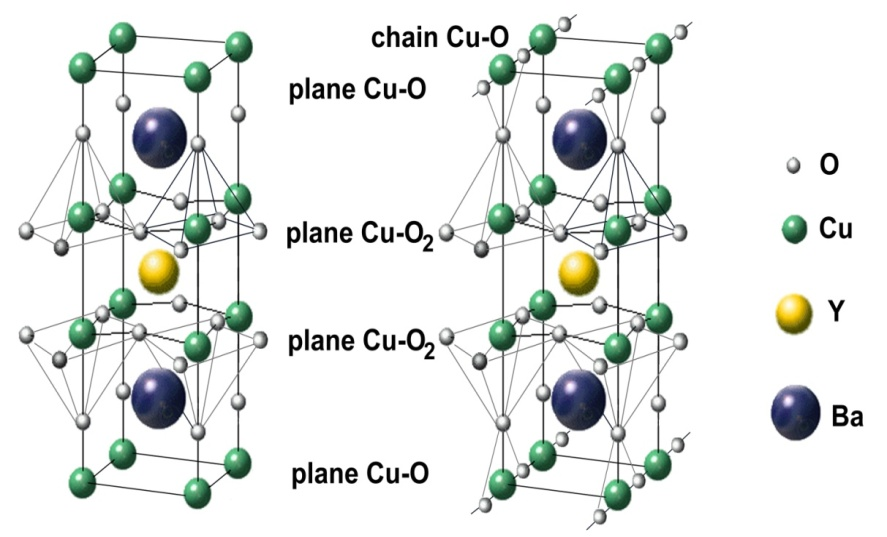 chain Cu-O
plane Cu-O
plane Cu-O₂
plane Cu-O₂
plane Cu-O
O
Cu
Y
Ba